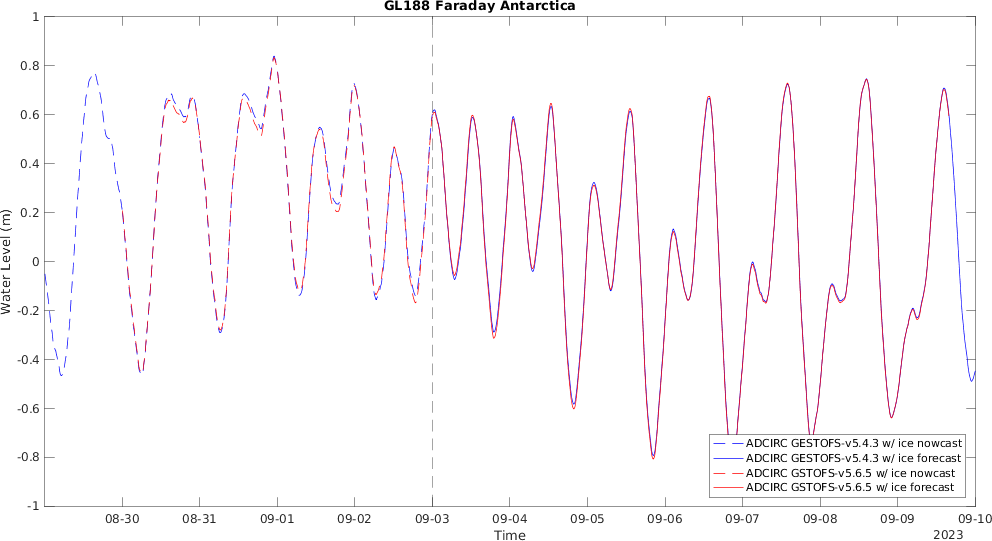 GL188 Faraday Antarctica
Water Level (m)
1
0.8
0.6
0.4
0.2
0
-0.2
-0.4
-0.6
-0.8
-1
ADCIRC GESTOFS-v5.4.3 w/ ice nowcast
ADCIRC GESTOFS-v5.4.3 w/ ice forecast
ADCIRC GSTOFS-v5.6.5 w/ ice nowcast
ADCIRC GSTOFS-v5.6.5 w/ ice forecast
08-30 08-31 09-01 09-02 09-03 09-04 09-05 09-06 09-07 09-08 09-09 09-10
Time
2023